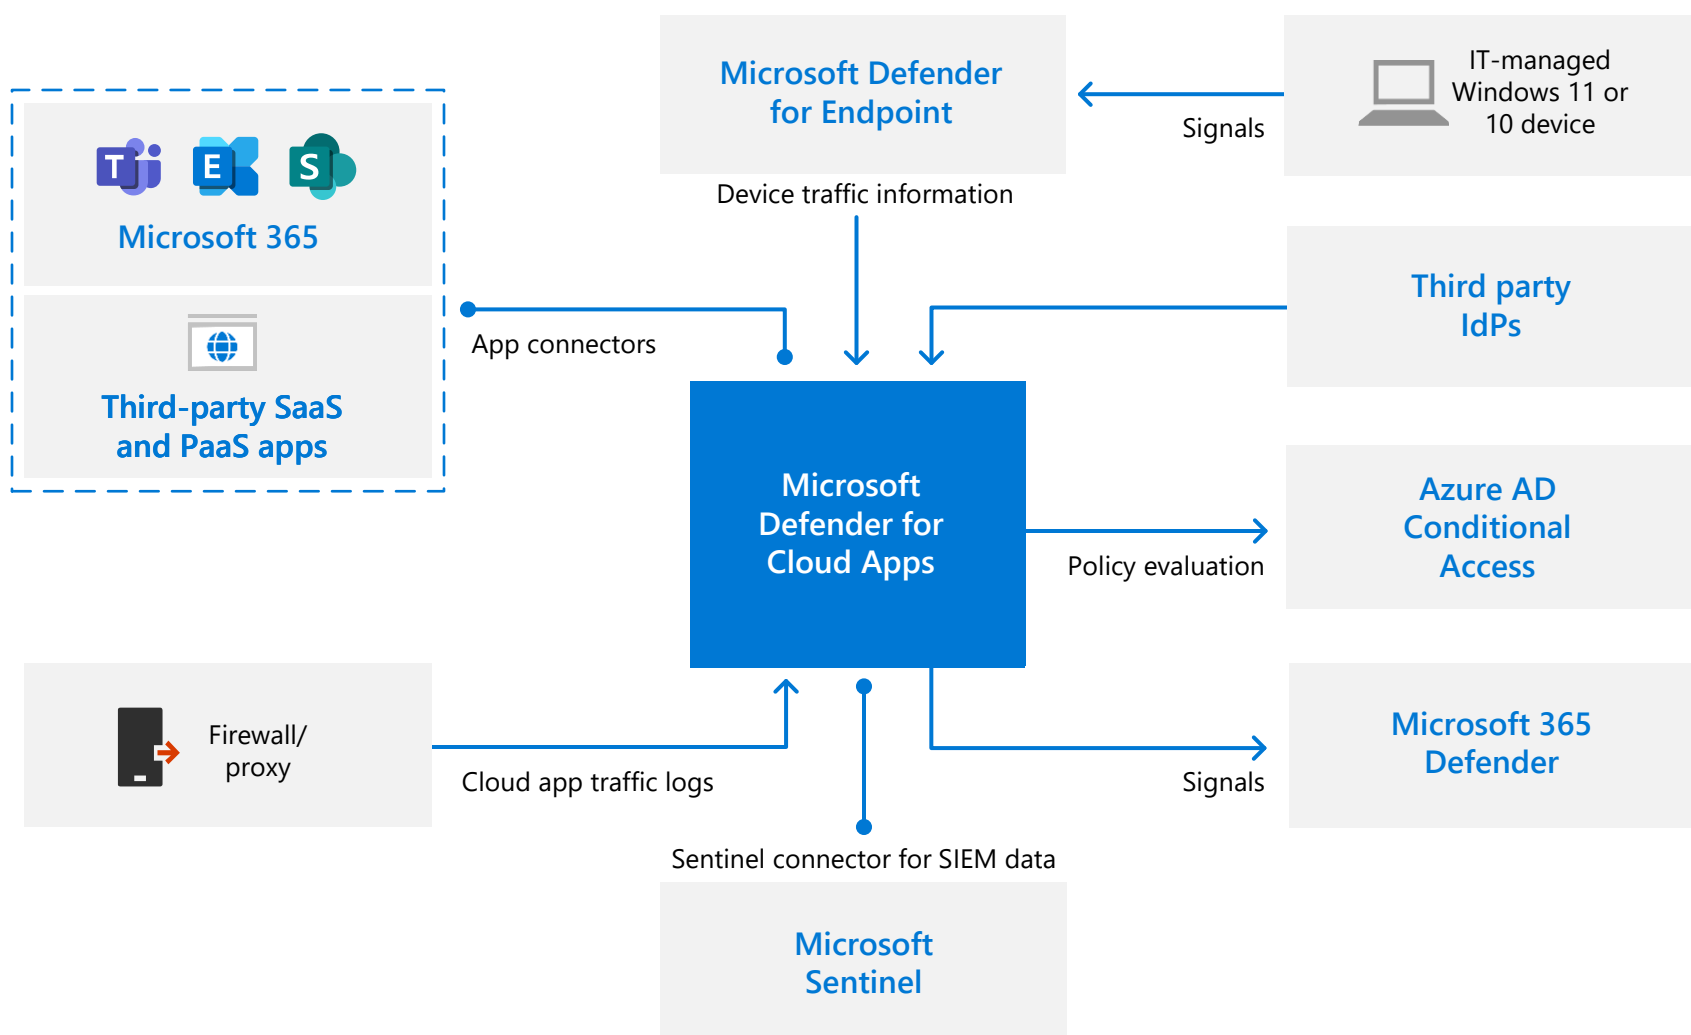 Microsoft Defender
for Endpoint
IT-managed
Windows 11 or
10 device
Signals
Device traffic information
T
E
S
Microsoft 365
Third-party SaaS
and PaaS apps
App connectors
Third party
IdPs
Microsoft
Defender for
Cloud Apps
Azure AD
Conditional
Access
Policy evaluation
Firewall/
proxy
Cloud app traffic logs
Microsoft 365
Defender
Signals
Sentinel connector for SIEM data
Microsoft
Sentinel